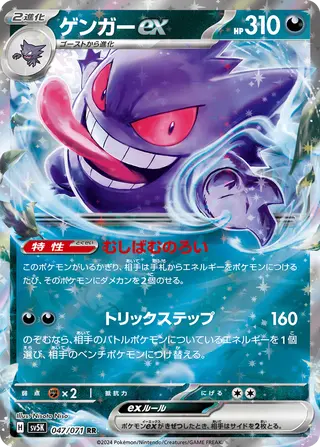 2進化 ゲンガーex HP310
ゴーストから進化
特性 むしばむのろい
このポケモンがいるかぎり、相手は手札からエネルギーをポケモンにつける
たび、そのポケモンにダメカンを2個のせる。
トリックステップ 160
のぞむなら、相手のバトルポケモンについているエネルギーを1個
選び、相手のベンチポケモンにつけ替える。
弱点 ×2 抵抗力 にげる
Illus. Nisota Niso
H SV5K 047/071 RR
exルール
ポケモンexがきぜつしたとき、相手はサイドを2枚とる。
©2024 Pokémon/Nintendo/Creatures/GAME FREAK.